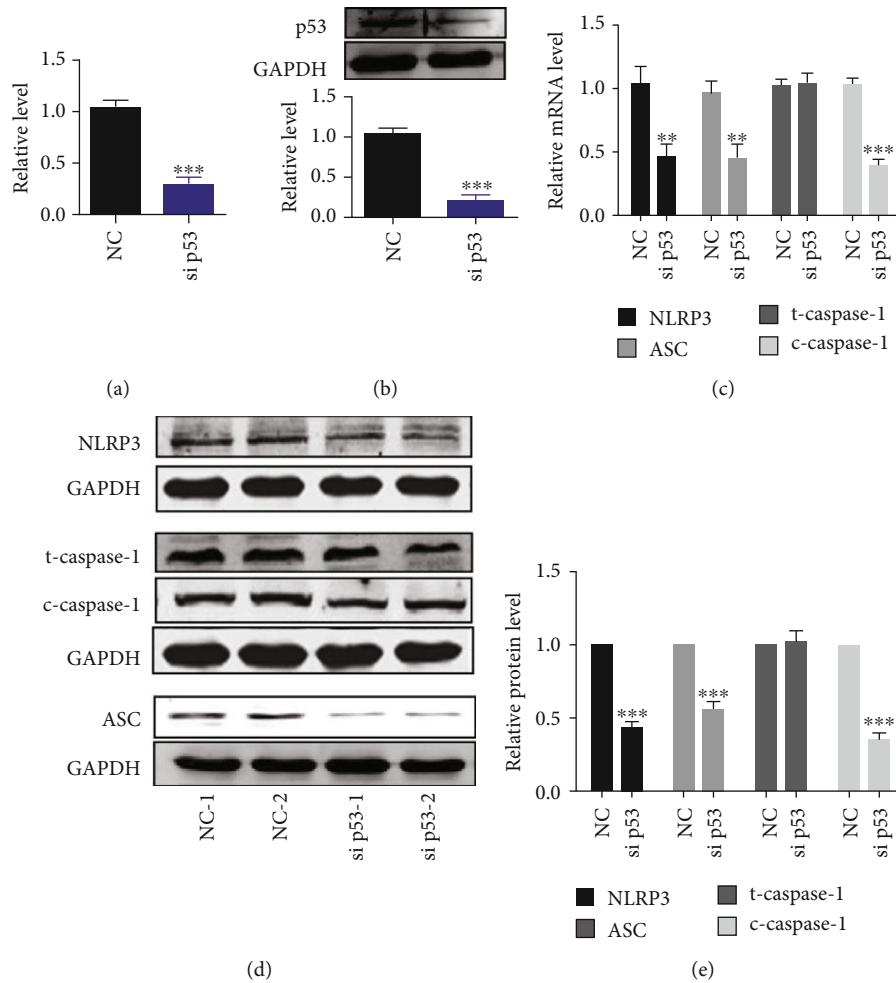 Relative level
1.5
1.0
0.5
0.0
***
NC
si p53
(a)
p53
GAPDH
Relative level
1.5
1.0
0.5
0.0
***
NC
si p53
(b)
Relative mRNA level
1.5
1.0
0.5
0.0
**
**
***
NC
si p53
NC
si p53
NC
si p53
NC
si p53
NLRP3
t-caspase-1
ASC
c-caspase-1
(c)
NLRP3
GAPDH
t-caspase-1
c-caspase-1
GAPDH
ASC
GAPDH
NC-1
NC-2
si p53-1
si p53-2
(d)
Relative protein level
1.5
1.0
0.5
0.0
***
***
***
NC
si p53
NC
si p53
NC
si p53
NC
si p53
NLRP3
t-caspase-1
ASC
c-caspase-1
(e)